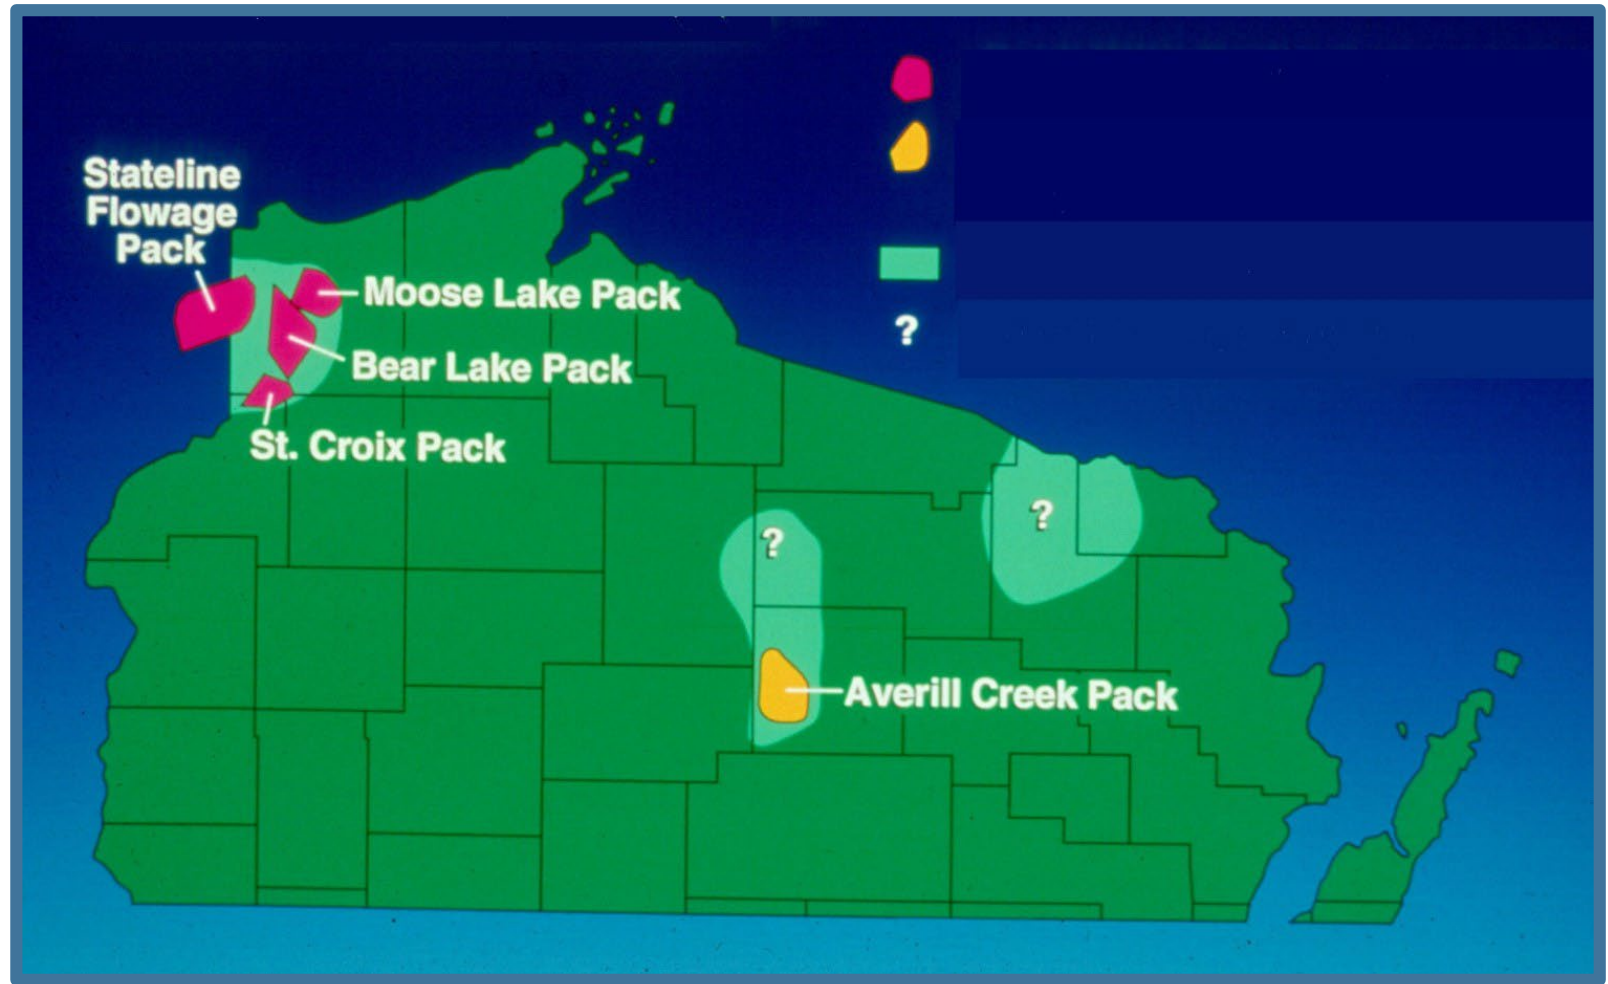 Stateline
Flowage
Pack
?
Moose Lake Pack
Bear Lake Pack
St. Croix Pack
?
?
Averill Creek Pack